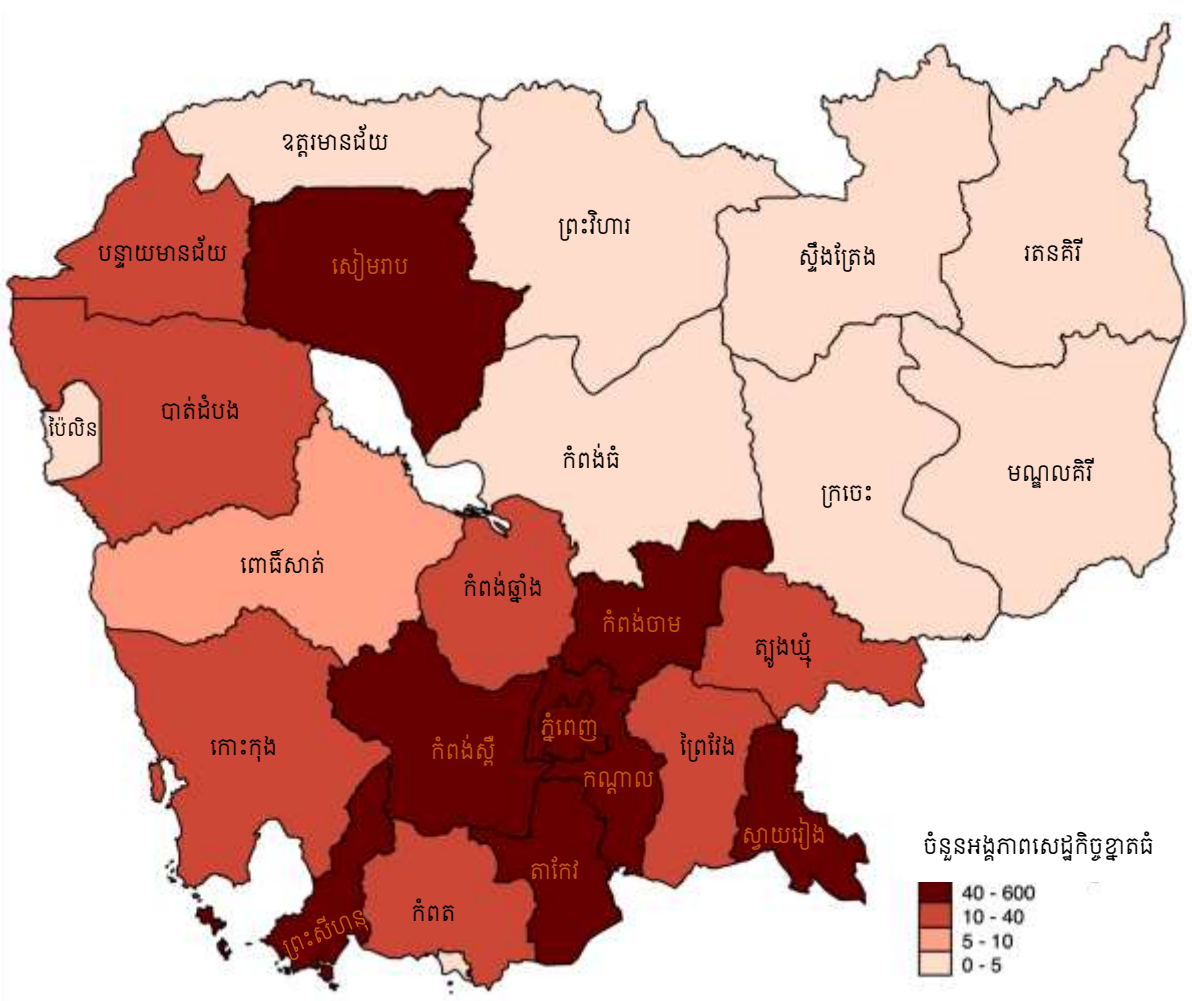 ឧត្តរមានជ័យ
ព្រះវិហារ
បន្ទាយមានជ័យ
សៀមរាប
ស្ទឹងត្រែង
រតនគិរី
បាត់ដំបង
ប៉ៃលិន
កំពង់ធំ
ក្រចេះ
មណ្ឌលគិរី
ពោធិ៍សាត់
កំពង់ឆ្នាំង
កំពង់ចាម
ត្បូងឃ្មុំ
កោះកុង
កំពង់ស្ពឺ
ភ្នំពេញ
ព្រៃវែង
កណ្តាល
ស្វាយរៀង
តាកែវ
កំពត
ព្រះសីហនុ
ចំនួនអង្គភាពសេដ្ឋកិច្ចខ្នាតធំ
40 - 600
10 - 40
5 - 10
0 - 5